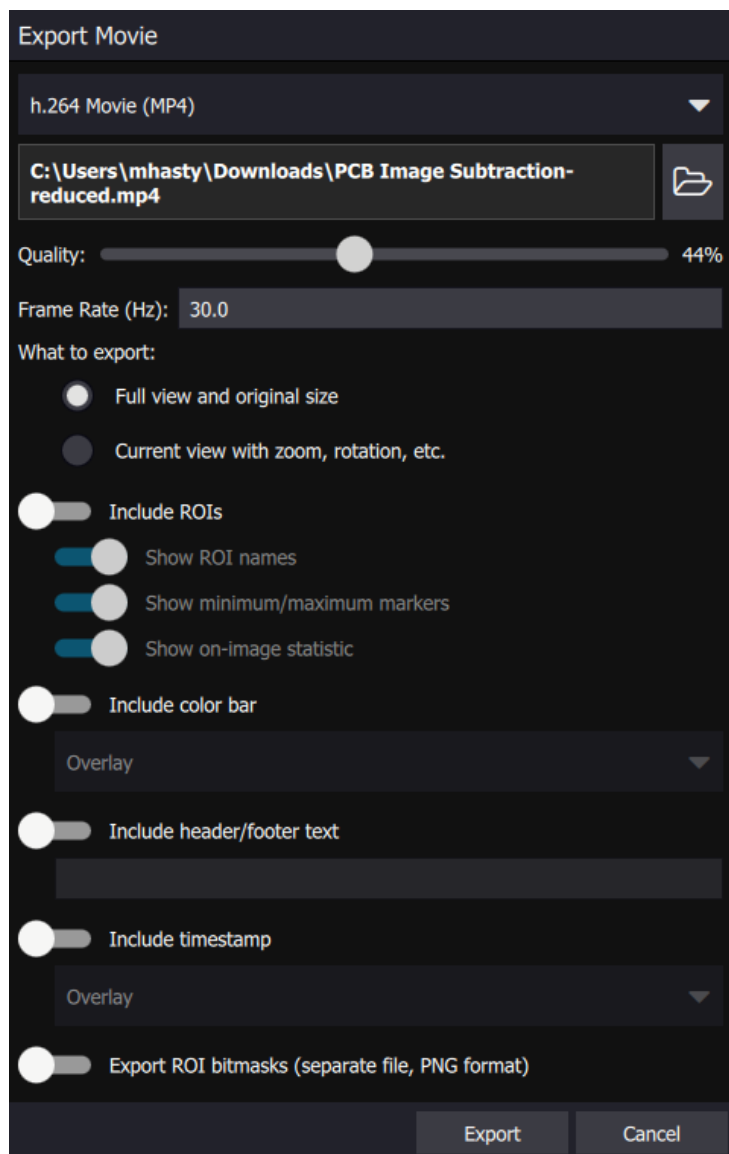 Export Movie
h.264 Movie (MP4)
C:\Users\mhasty\Downloads\PCB Image Subtraction-
reduced.mp4
Quality: 44%
Frame Rate (Hz): 30.0
What to export:
Full view and original size
Current view with zoom, rotation, etc.
Include ROIs
Show ROI names
Show minimum/maximum markers
Show on-image statistic
Include color bar
Overlay
Include header/footer text
Include timestamp
Overlay
Export ROI bitmasks (separate file, PNG format)
Export Cancel